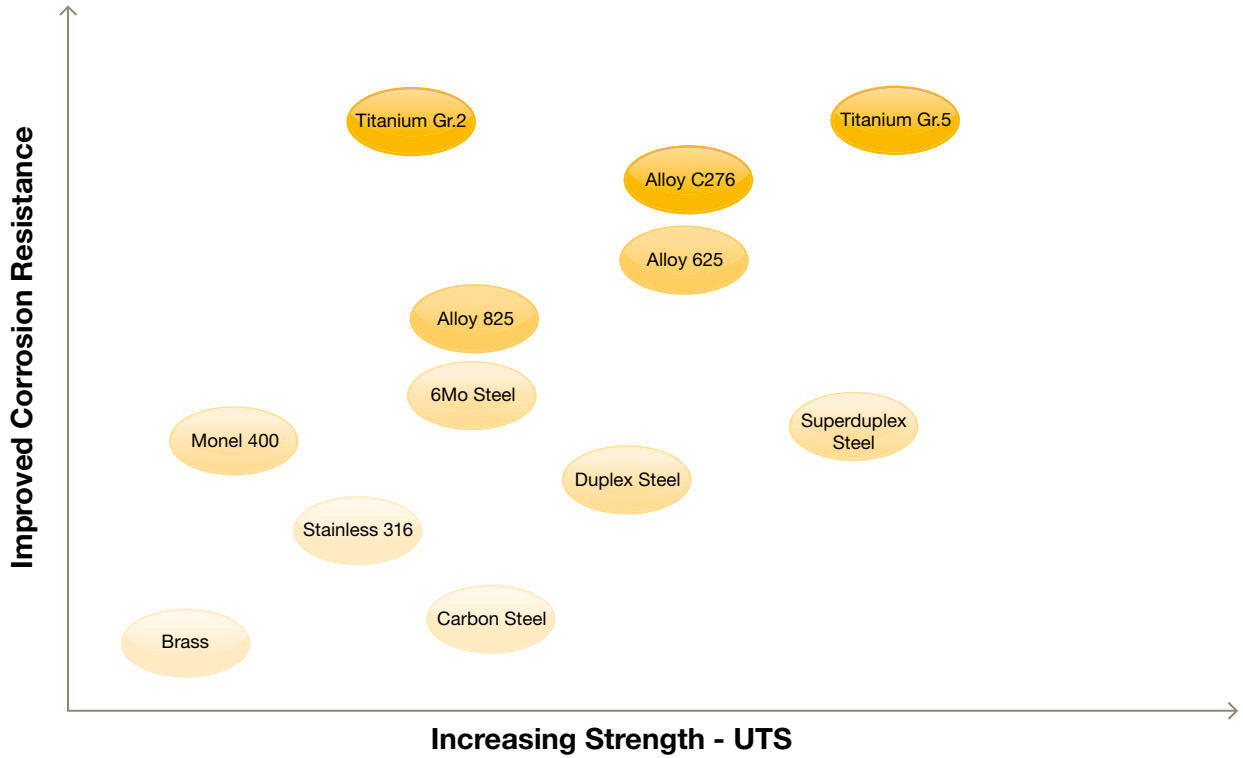 Improved Corrosion Resistance
Titanium Gr.2
Titanium Gr.5
Alloy C276
Alloy 625
Alloy 825
6Mo Steel
Monel 400
Superduplex
Steel
Duplex Steel
Stainless 316
Carbon Steel
Brass
Increasing Strength - UTS